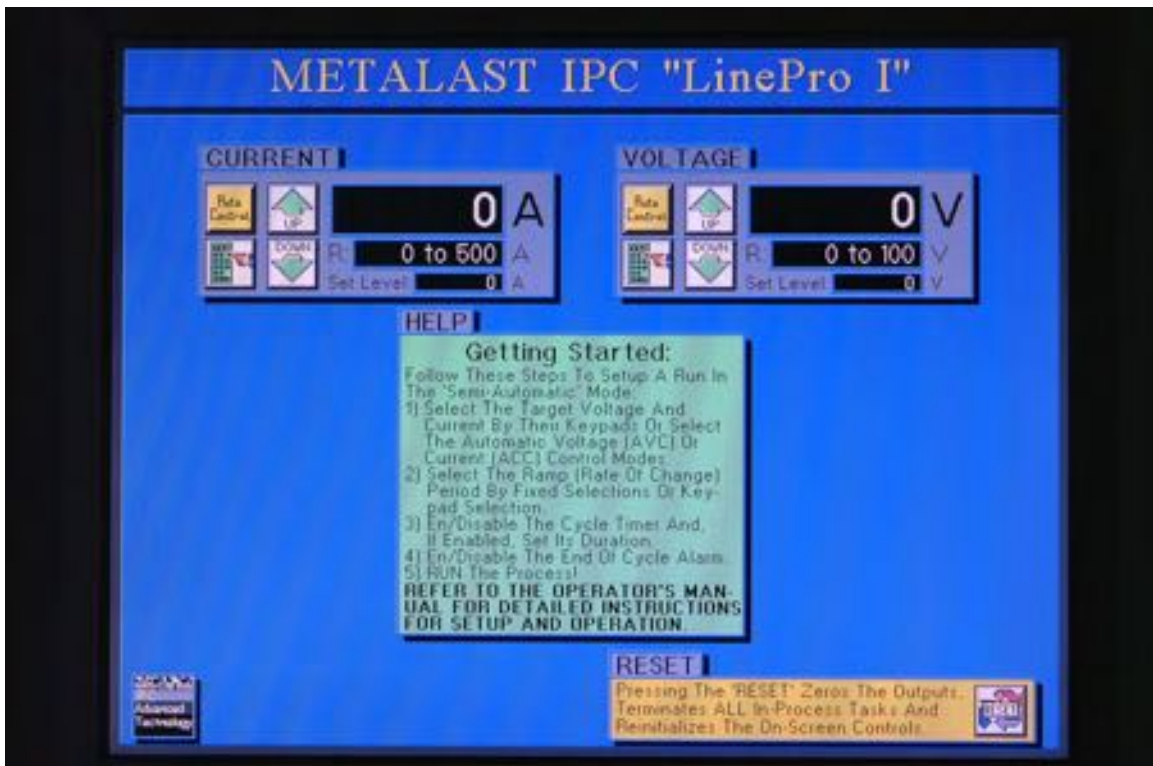 METALAST IPC "LinePro I"
CURRENT
Rate
Control
UP
0 A
DOWN
R: 0 to 500 A
Set Level 0 A
VOLTAGE
Rate
Control
UP
0 V
DOWN
R: 0 to 100 V
Set Level 0 V
HELP
Getting Started:
Follow These Steps To Setup A Run In
The "Semi-Automatic" Mode:
1) Select The Target Voltage And
Current By Their Keypads Or Select
The Automatic Voltage (AVC) Or
Current (ACC) Control Modes.
2) Select The Ramp (Rate Of Change)
Period By Fixed Selections Or Key-
pad Selection.
3) En/Disable The Cycle Timer And,
If Enabled, Set Its Duration.
4) En/Disable The End Of Cycle Alarm.
5) RUN The Process!
REFER TO THE OPERATOR'S MAN-
UAL FOR DETAILED INSTRUCTIONS
FOR SETUP AND OPERATION.
RESET
Pressing The "RESET" Zeros The Outputs,
Terminates ALL In-Process Tasks And
Reinitializes The On-Screen Controls.
RESET
Advanced
Technology